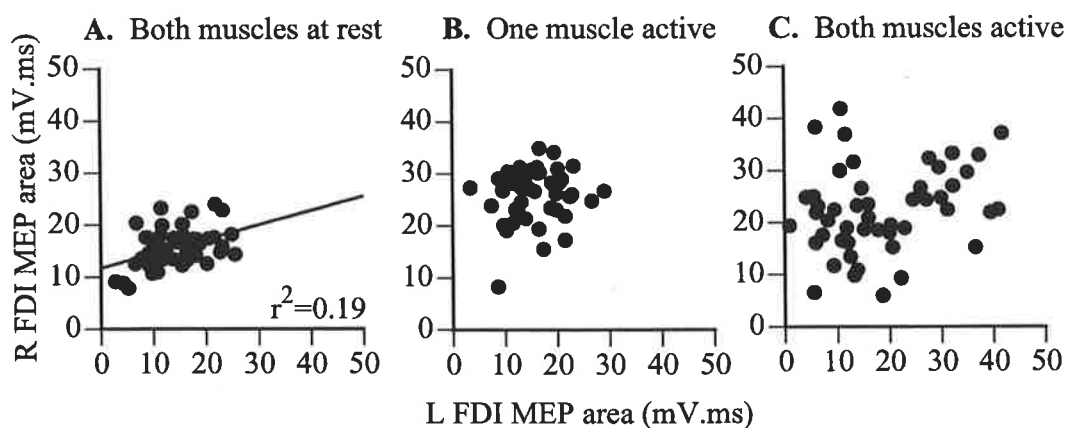 A. Both muscles at rest
B. One muscle active
C. Both muscles active
R FDI MEP area (mV.ms)
50
40
30
20
10
0
r²=0.19
0 10 20 30 40 50
50
40
30
20
10
0
0 10 20 30 40 50
50
40
30
20
10
0
0 10 20 30 40 50
L FDI MEP area (mV.ms)